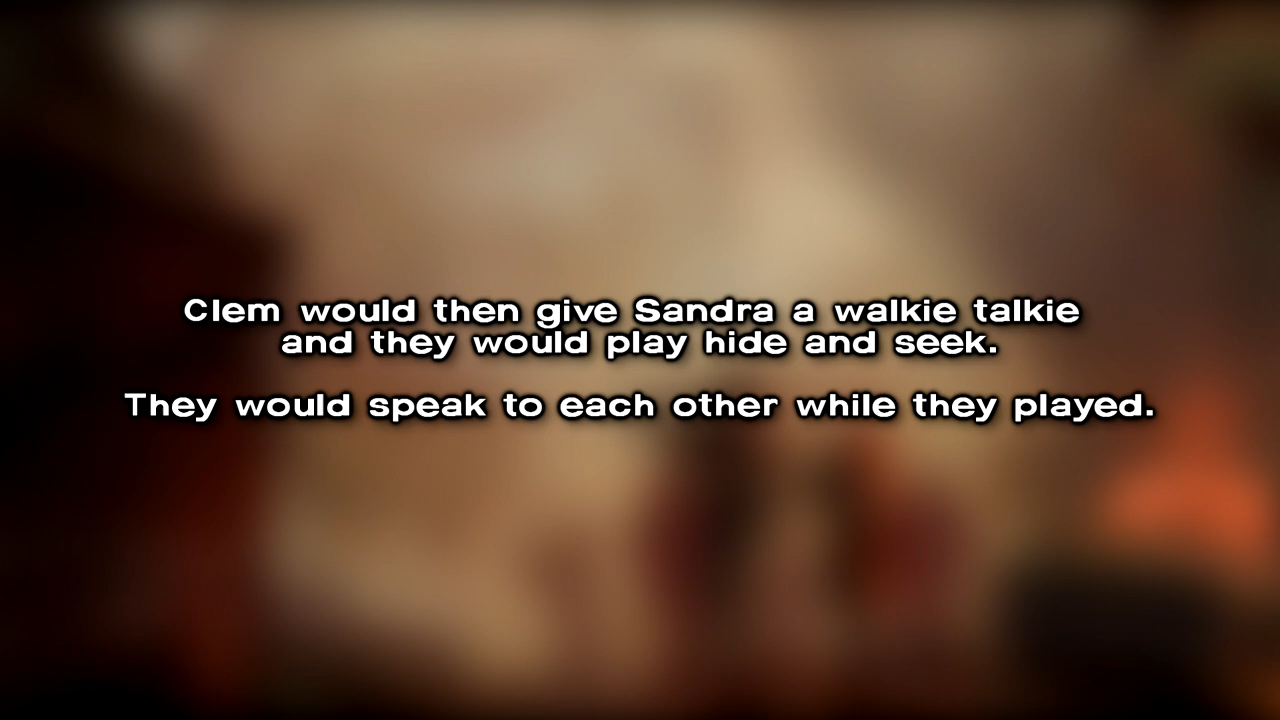 Clem would then give Sandra a walkie talkie
and they would play hide and seek.
They would speak to each other while they played.